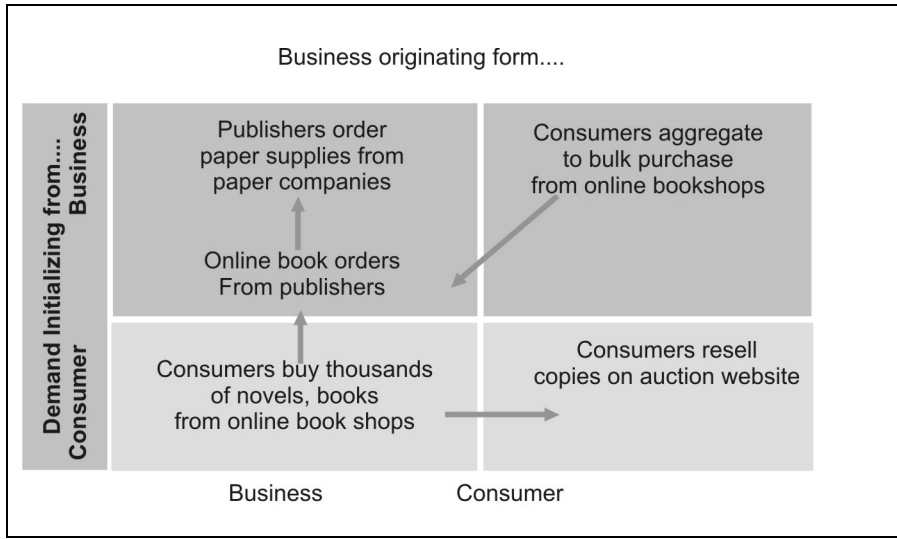 Business originating form....
Demand Initializing from....
Business
Consumer
Publishers order
paper supplies from
paper companies
Online book orders
From publishers
Consumers aggregate
to bulk purchase
from online bookshops
Consumers buy thousands
of novels, books
from online book shops
Consumers resell
copies on auction website
Business
Consumer